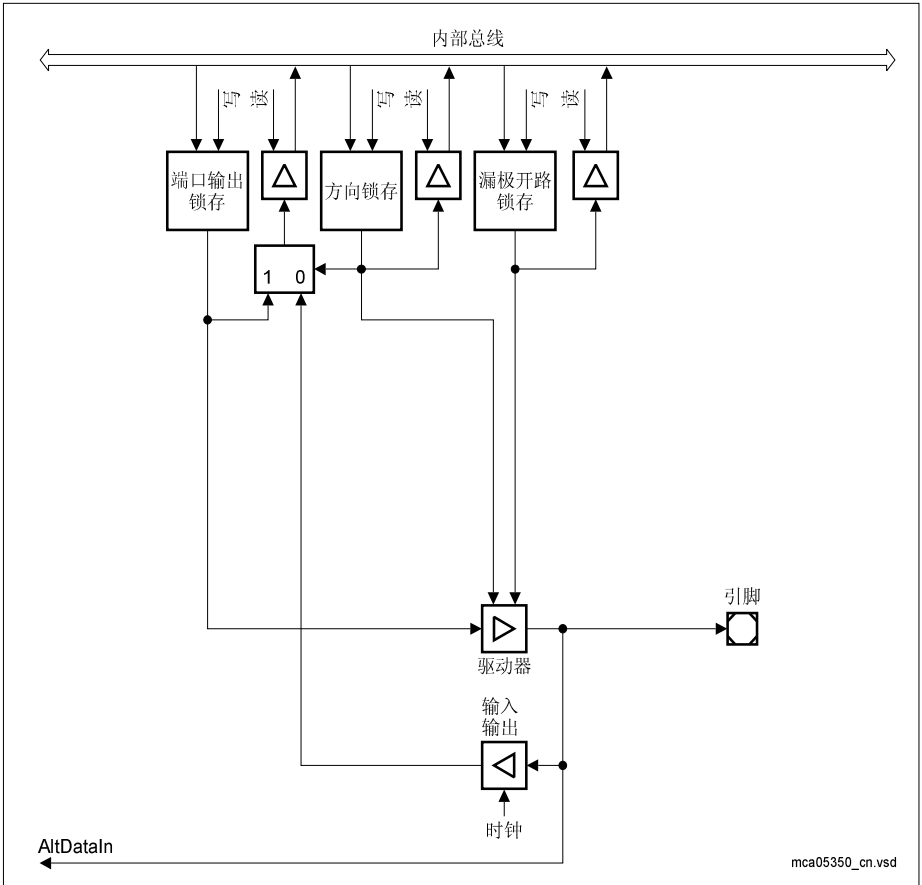 内部总线
写
读
写
读
写
读
端口输出
锁存
方向锁存
漏极开路
锁存
1 0
引脚
驱动器
输入
输出
时钟
AltDataIn
mca05350_cn.vsd